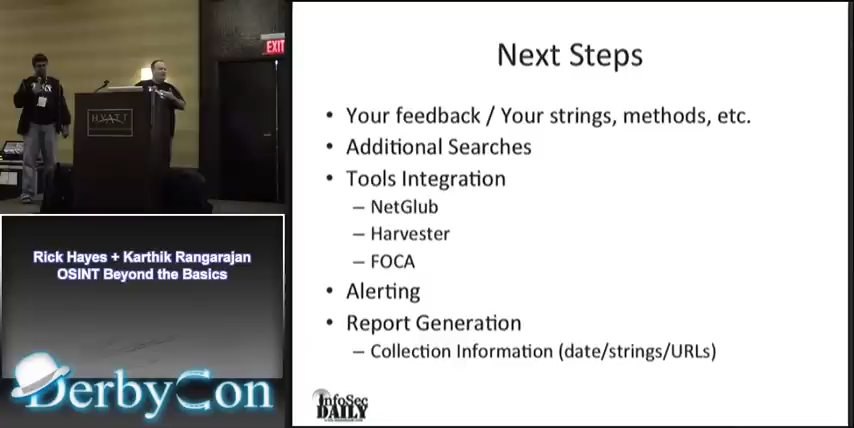 EXIT
HYATT
Rick Hayes + Karthik Rangarajan
OSINT Beyond the Basics
DerbyCon
Next Steps
• Your feedback / Your strings, methods, etc.
• Additional Searches
• Tools Integration
– NetGlub
– Harvester
– FOCA
• Alerting
• Report Generation
– Collection Information (date/strings/URLs)
InfoSec
DAILY